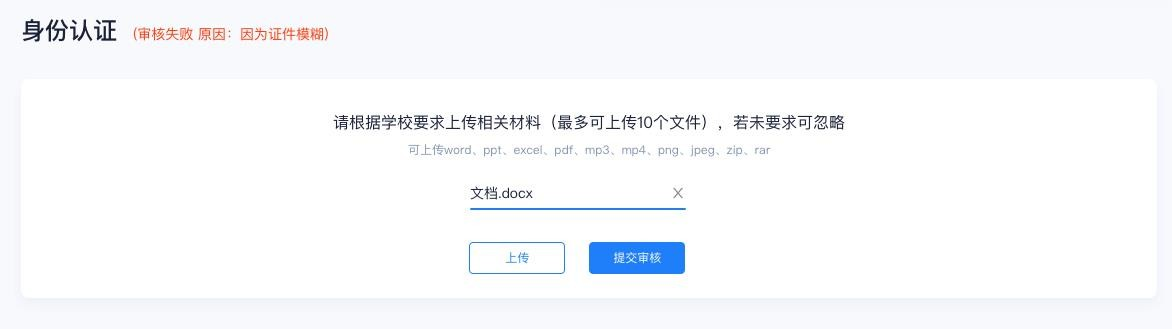 身份认证 (审核失败 原因：因为证件模糊)
请根据学校要求上传相关材料（最多可上传10个文件），若未要求可忽略
可上传word、ppt、excel、pdf、mp3、mp4、png、jpeg、zip、rar
文档.docx
上传 提交审核